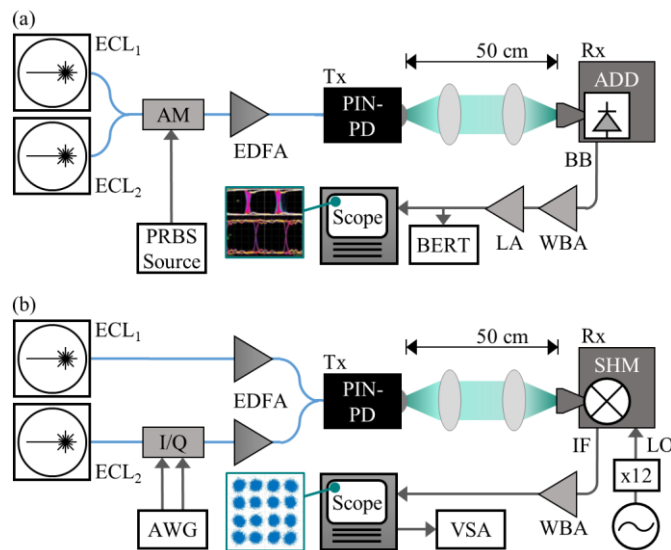 (a)
ECL1
ECL2
AM
EDFA
PRBS
Source
Tx
PIN-
PD
50 cm
Rx
ADD
BB
Scope
BERT
LA
WBA
(b)
ECL1
ECL2
EDFA
I/Q
AWG
Tx
PIN-
PD
50 cm
Rx
SHM
IF
LO
x12
Scope
VSA
WBA